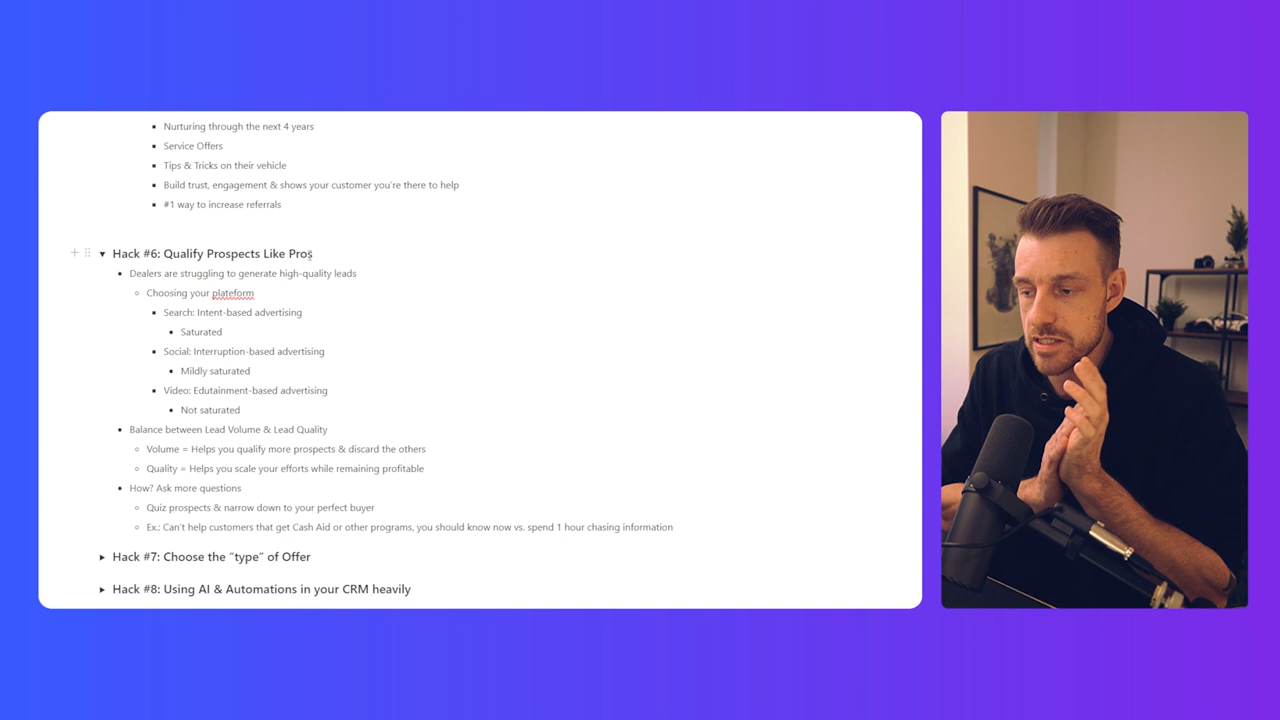 Nurturing through the next 4 years
Service Offers
Tips & Tricks on their vehicle
Build trust, engagement & shows your customer you're there to help
#1 way to increase referrals
Hack #6: Qualify Prospects Like Pros
Dealers are struggling to generate high-quality leads
Choosing your plateform
Search: Intent-based advertising
Saturated
Social: Interruption-based advertising
Mildly saturated
Video: Edutainment-based advertising
Not saturated
Balance between Lead Volume & Lead Quality
Volume = Helps you qualify more prospects & discard the others
Quality = Helps you scale your efforts while remaining profitable
How? Ask more questions
Quiz prospects & narrow down to your perfect buyer
Ex.: Can't help customers that get Cash Aid or other programs, you should know now vs. spend 1 hour chasing information
Hack #7: Choose the "type" of Offer
Hack #8: Using AI & Automations in your CRM heavily